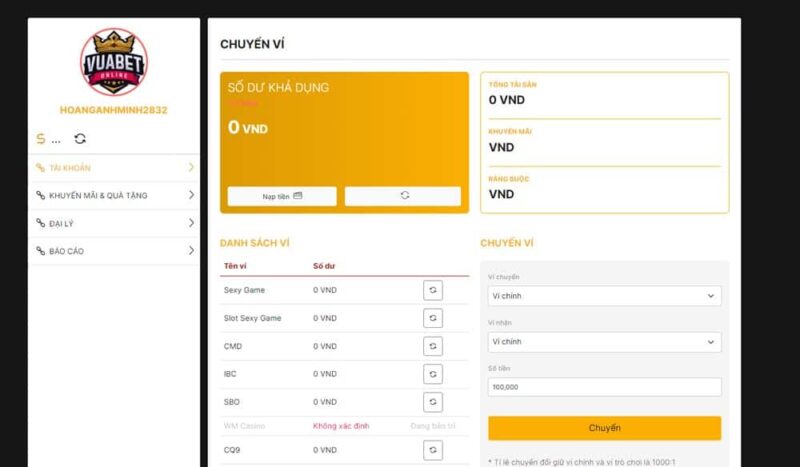 VUABET
ONLINE
HOANGANHMINH2832
...
TÀI KHOẢN
KHUYẾN MÃI & QUÀ TẶNG
ĐẠI LÝ
BÁO CÁO
CHUYỂN VÍ
SỐ DƯ KHẢ DỤNG
0 VND
Nạp tiền
TỔNG TÀI SẢN
0 VND
KHUYẾN MÃI
VND
RÀNG BUỘC
VND
DANH SÁCH VÍ
Tên ví Số dư
Sexy Game 0 VND
Slot Sexy Game 0 VND
CMD 0 VND
IBC 0 VND
SBO 0 VND
WM Casino Không xác định Đang bảo trì
CQ9 0 VND
CHUYỂN VÍ
Ví chuyển
Ví chính
Ví nhận
Ví chính
Số tiền
100,000
Chuyển
* Tỉ lê chuyển đổi giữ ví chính và ví trò chơi là 1000:1